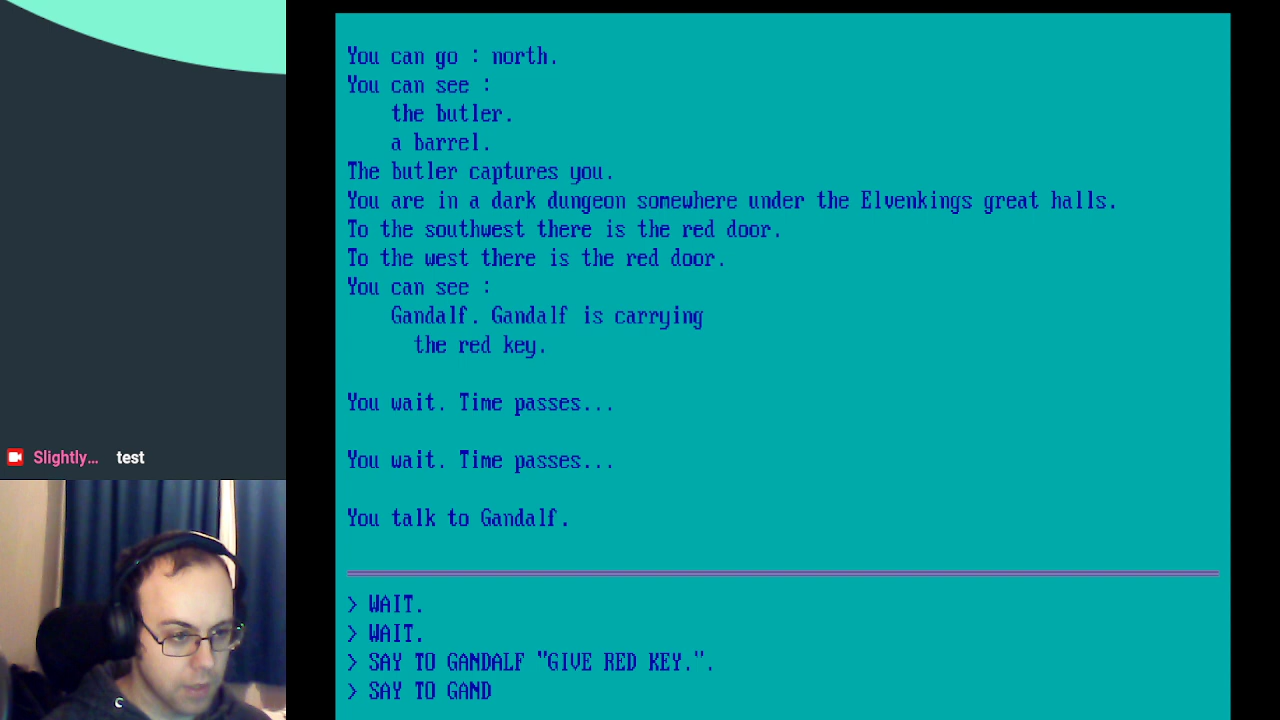 You can go : north.
You can see :
the butler.
a barrel.
The butler captures you.
You are in a dark dungeon somewhere under the Elvenkings great halls.
To the southwest there is the red door.
To the west there is the red door.
You can see :
Gandalf. Gandalf is carrying
the red key.
You wait. Time passes...
You wait. Time passes...
You talk to Gandalf.
> WAIT.
> WAIT.
> SAY TO GANDALF "GIVE RED KEY.".
> SAY TO GAND
Slightly... test